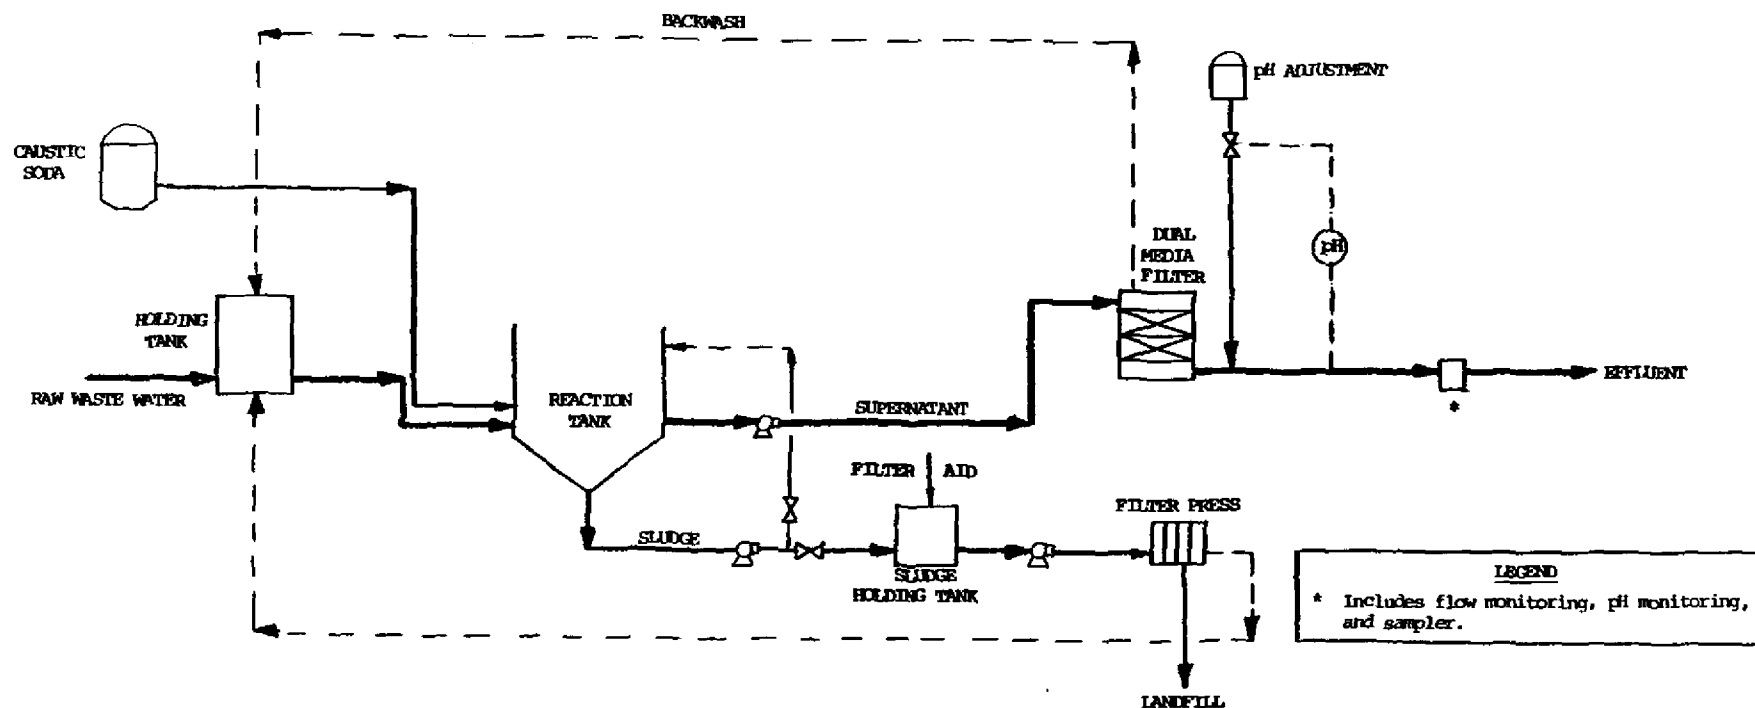 BACKWASH
pH ADJUSTMENT
CAUSTIC
SODA
DUAL
MEDIA
FILTER
pH
HOLDING
TANK
RAW WASTE WATER
REACTION
TANK
SUPERNATANT
EFFLUENT
*
FILTER AID
FILTER PRESS
SLUDGE
SLUDGE
HOLDING TANK
LEGEND
* Includes flow monitoring, pH monitoring,
and sampler.
LANDFILL